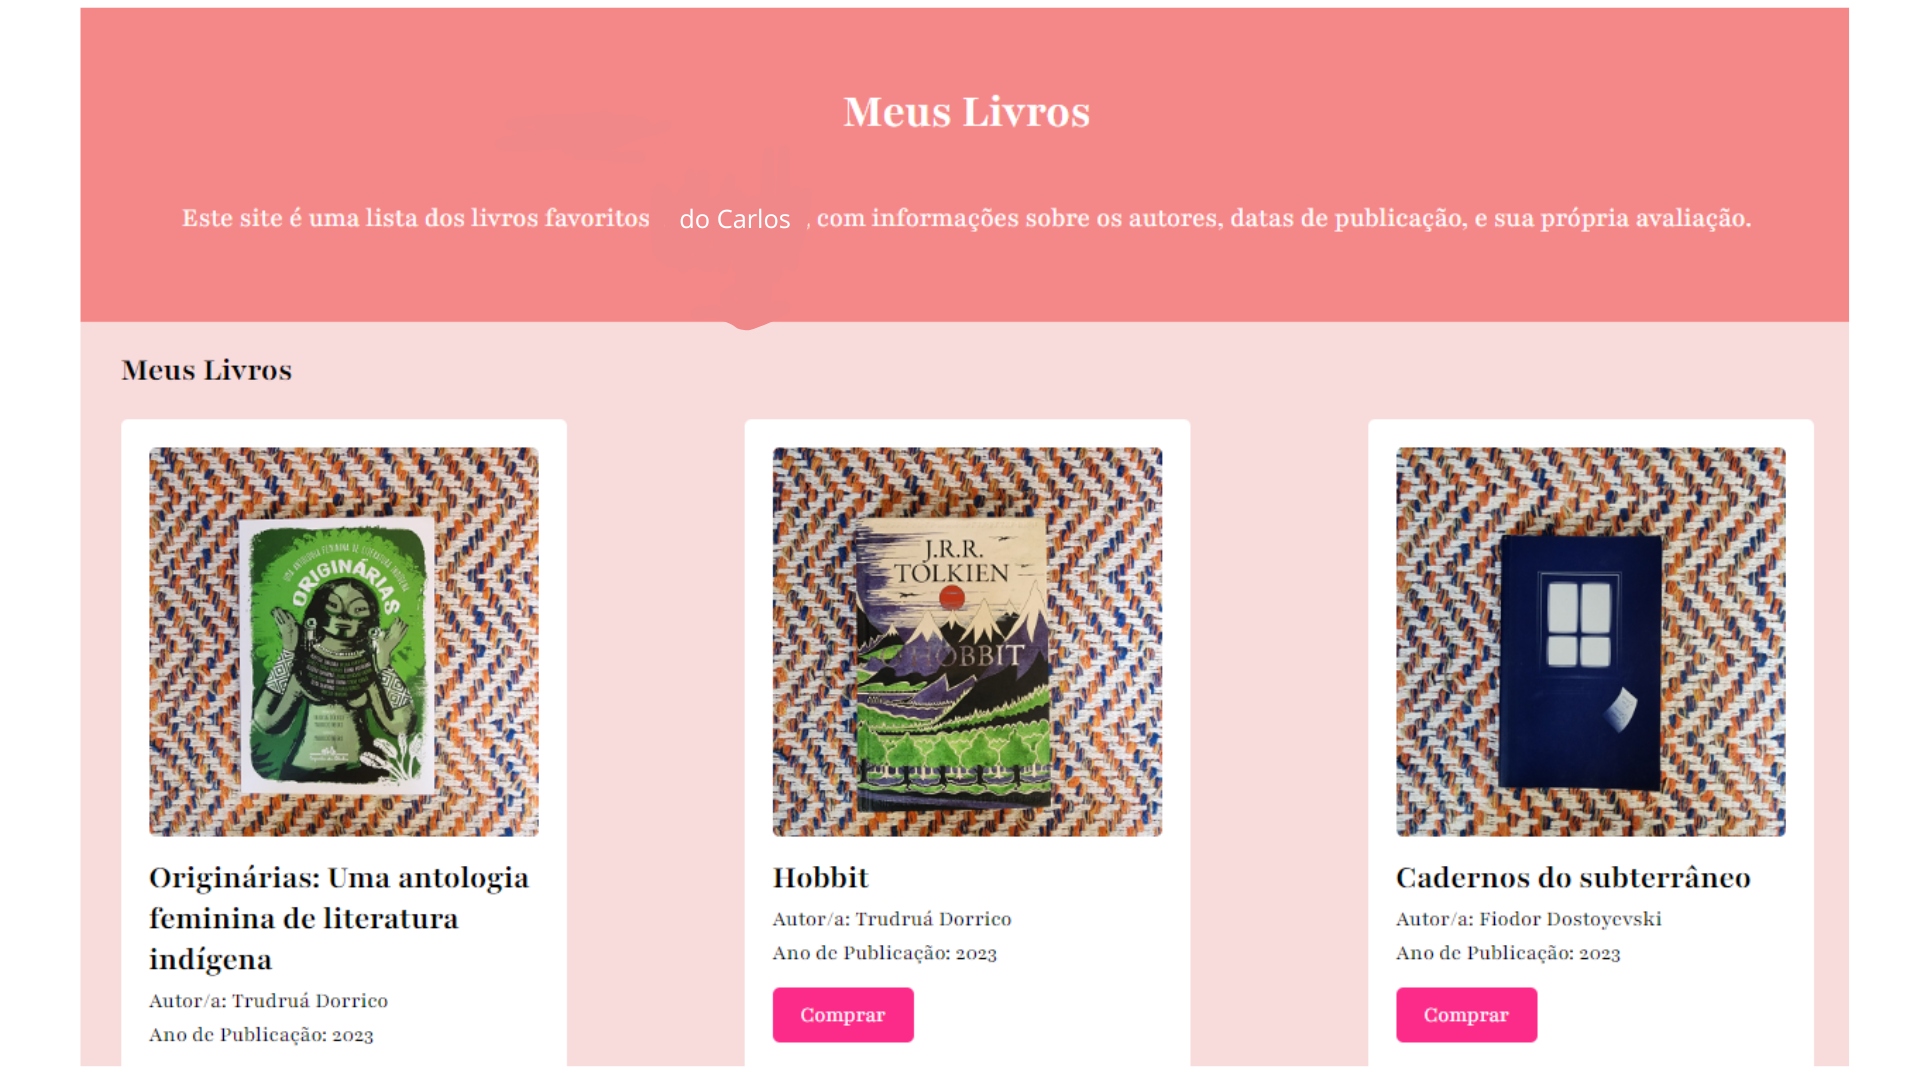 Meus Livros
Este site é uma lista dos livros favoritos do Carlos , com informações sobre os autores, datas de publicação, e sua própria avaliação.
Meus Livros
UMA ANTOLOGIA FEMININA DE LITERATURA INDÍGENA
ORIGINÁRIAS
J.R.R.
TOLKIEN
HOBBIT
Originárias: Uma antologia
feminina de literatura
indígena
Autor/a: Trudruá Dorrico
Ano de Publicação: 2023
Hobbit
Autor/a: Trudruá Dorrico
Ano de Publicação: 2023
Comprar
Cadernos do subterrâneo
Autor/a: Fiodor Dostoyevski
Ano de Publicação: 2023
Comprar